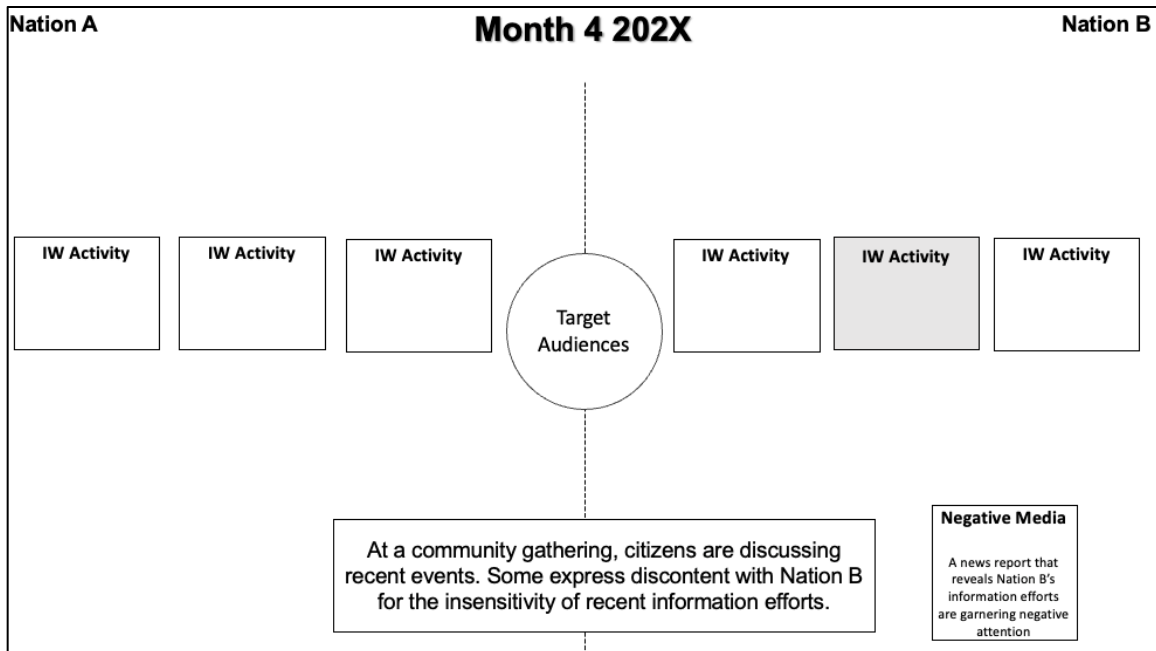 Nation A
Month 4 202X
Nation B
IW Activity
IW Activity
IW Activity
Target
Audiences
IW Activity
IW Activity
IW Activity
At a community gathering, citizens are discussing
recent events. Some express discontent with Nation B
for the insensitivity of recent information efforts.
Negative Media
A news report that
reveals Nation B's
information efforts
are garnering negative
attention